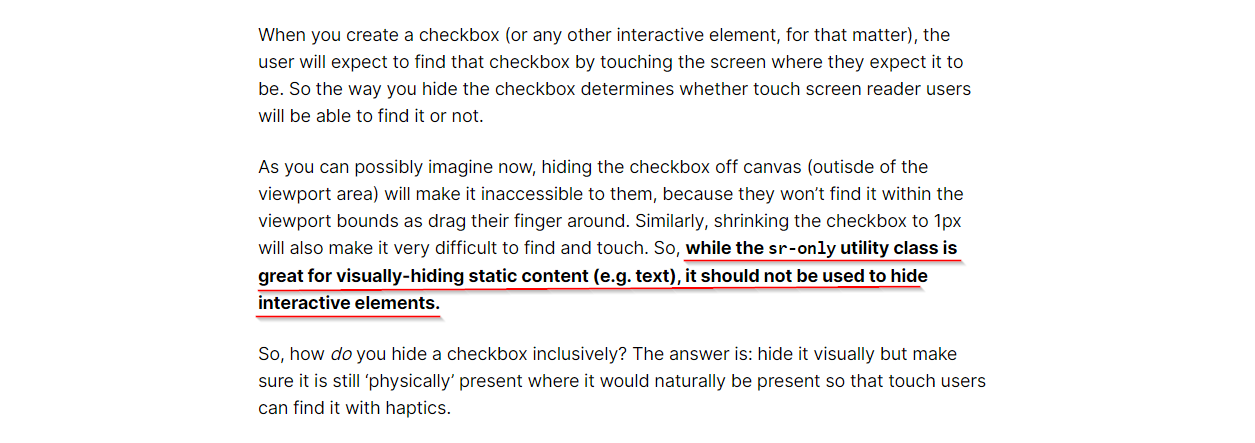 When you create a checkbox (or any other interactive element, for that matter), the
user will expect to find that checkbox by touching the screen where they expect it to
be. So the way you hide the checkbox determines whether touch screen reader users
will be able to find it or not.
As you can possibly imagine now, hiding the checkbox off canvas (outisde of the
viewport area) will make it inaccessible to them, because they won’t find it within the
viewport bounds as drag their finger around. Similarly, shrinking the checkbox to 1px
will also make it very difficult to find and touch. So, while the sr-only utility class is
great for visually-hiding static content (e.g. text), it should not be used to hide
interactive elements.
So, how do you hide a checkbox inclusively? The answer is: hide it visually but make
sure it is still ‘physically’ present where it would naturally be present so that touch users
can find it with haptics.